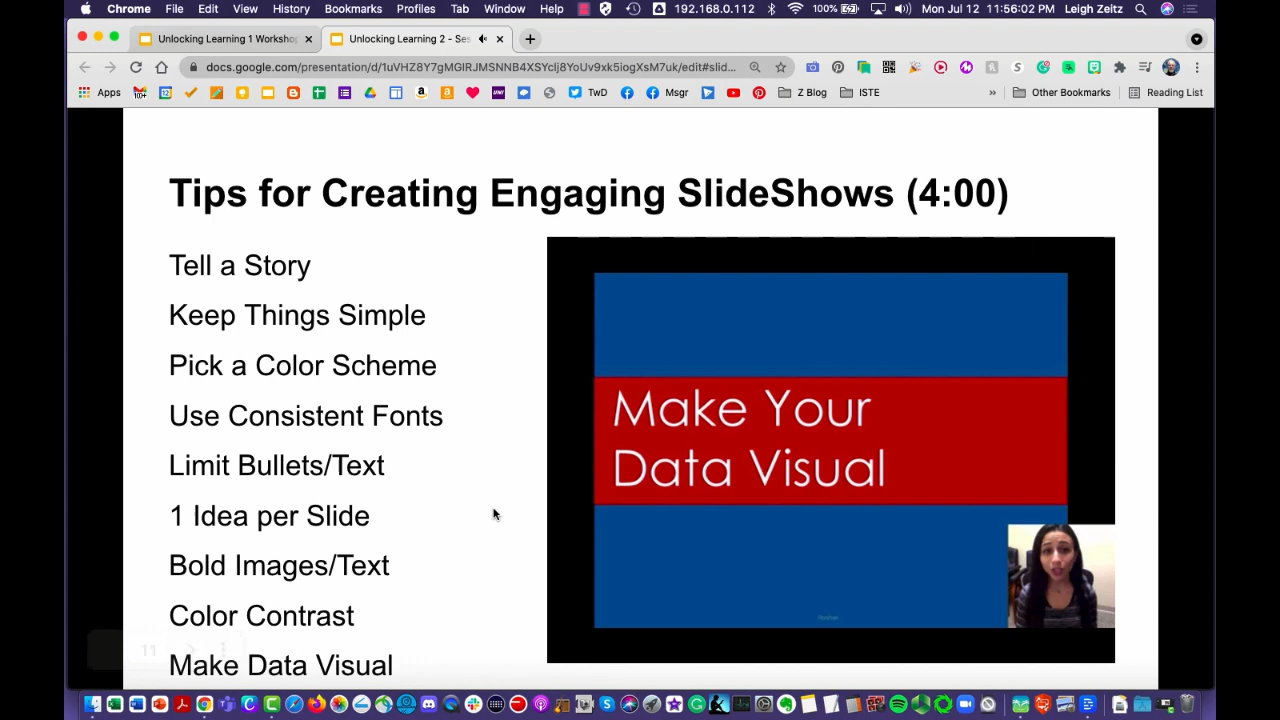 Chrome File Edit View History Bookmarks Profiles Tab Window Help 192.168.0.112 100% Mon Jul 12 11:56:02 PM Leigh Zeitz
Unlocking Learning 1 Workshop Unlocking Learning 2 - Ses
docs.google.com/presentation/d/1uVHZ8Y7gMGIRJMSNNB4XSYclj8YoUv9xk5iogXsM7uk/edit#slid...
Apps TwD Msgr Z Blog ISTE » Other Bookmarks Reading List
Tips for Creating Engaging SlideShows (4:00)
Tell a Story
Keep Things Simple
Pick a Color Scheme
Use Consistent Fonts
Limit Bullets/Text
1 Idea per Slide
Bold Images/Text
Color Contrast
Make Data Visual
Make Your
Data Visual
11